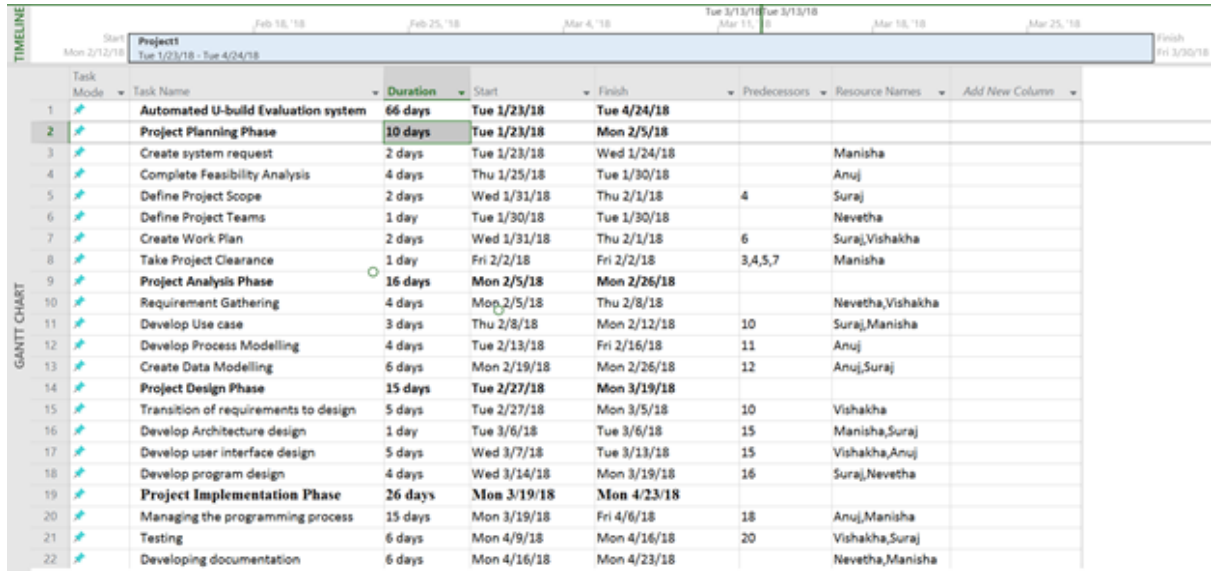 TIMELINE
Tue 3/13/18 Tue 3/13/18
Feb 18, '18 Feb 25, '18 Mar 4, '18 Mar 11, '18 Mar 18, '18 Mar 25, '18
Start
Mon 2/12/18
Project1
Tue 1/23/18 - Tue 4/24/18
Finish
Fri 3/30/18
GANTT CHART
Task Mode Task Name Duration Start Finish Predecessors Resource Names Add New Column
1 Automated U-build Evaluation system 66 days Tue 1/23/18 Tue 4/24/18
2 Project Planning Phase 10 days Tue 1/23/18 Mon 2/5/18
3 Create system request 2 days Tue 1/23/18 Wed 1/24/18 Manisha
4 Complete Feasibility Analysis 4 days Thu 1/25/18 Tue 1/30/18 Anuj
5 Define Project Scope 2 days Wed 1/31/18 Thu 2/1/18 4 Suraj
6 Define Project Teams 1 day Tue 1/30/18 Tue 1/30/18 Nevetha
7 Create Work Plan 2 days Wed 1/31/18 Thu 2/1/18 6 Suraj,Vishakha
8 Take Project Clearance 1 day Fri 2/2/18 Fri 2/2/18 3,4,5,7 Manisha
9 Project Analysis Phase 16 days Mon 2/5/18 Mon 2/26/18
10 Requirement Gathering 4 days Mon 2/5/18 Thu 2/8/18 Nevetha,Vishakha
11 Develop Use case 3 days Thu 2/8/18 Mon 2/12/18 10 Suraj,Manisha
12 Develop Process Modelling 4 days Tue 2/13/18 Fri 2/16/18 11 Anuj
13 Create Data Modelling 6 days Mon 2/19/18 Mon 2/26/18 12 Anuj,Suraj
14 Project Design Phase 15 days Tue 2/27/18 Mon 3/19/18
15 Transition of requirements to design 5 days Tue 2/27/18 Mon 3/5/18 10 Vishakha
16 Develop Architecture design 1 day Tue 3/6/18 Tue 3/6/18 15 Manisha,Suraj
17 Develop user interface design 5 days Wed 3/7/18 Tue 3/13/18 15 Vishakha,Anuj
18 Develop program design 4 days Wed 3/14/18 Mon 3/19/18 16 Suraj,Nevetha
19 Project Implementation Phase 26 days Mon 3/19/18 Mon 4/23/18
20 Managing the programming process 15 days Mon 3/19/18 Fri 4/6/18 18 Anuj,Manisha
21 Testing 6 days Mon 4/9/18 Mon 4/16/18 20 Vishakha,Suraj
22 Developing documentation 6 days Mon 4/16/18 Mon 4/23/18 Nevetha,Manisha